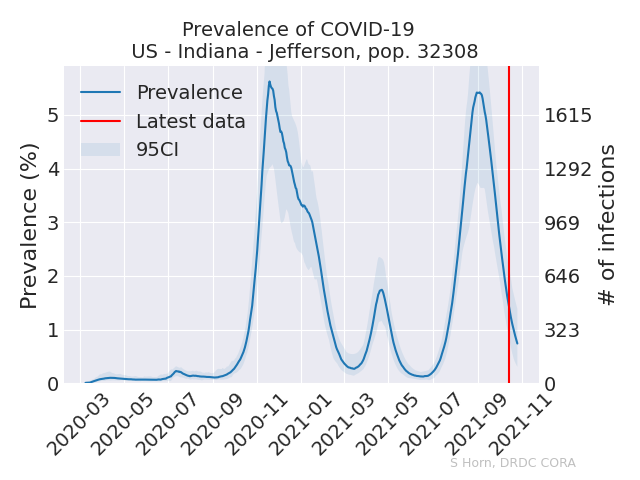 Prevalence of COVID-19
US - Indiana - Jefferson, pop. 32308
Prevalence
Latest data
95CI
Prevalence (%)
5
4
3
2
1
0
1615
1292
969
646
323
0
# of infections
2020-03
2020-05
2020-07
2020-09
2020-11
2021-01
2021-03
2021-05
2021-07
2021-09
2021-11
S Horn, DRDC CORA